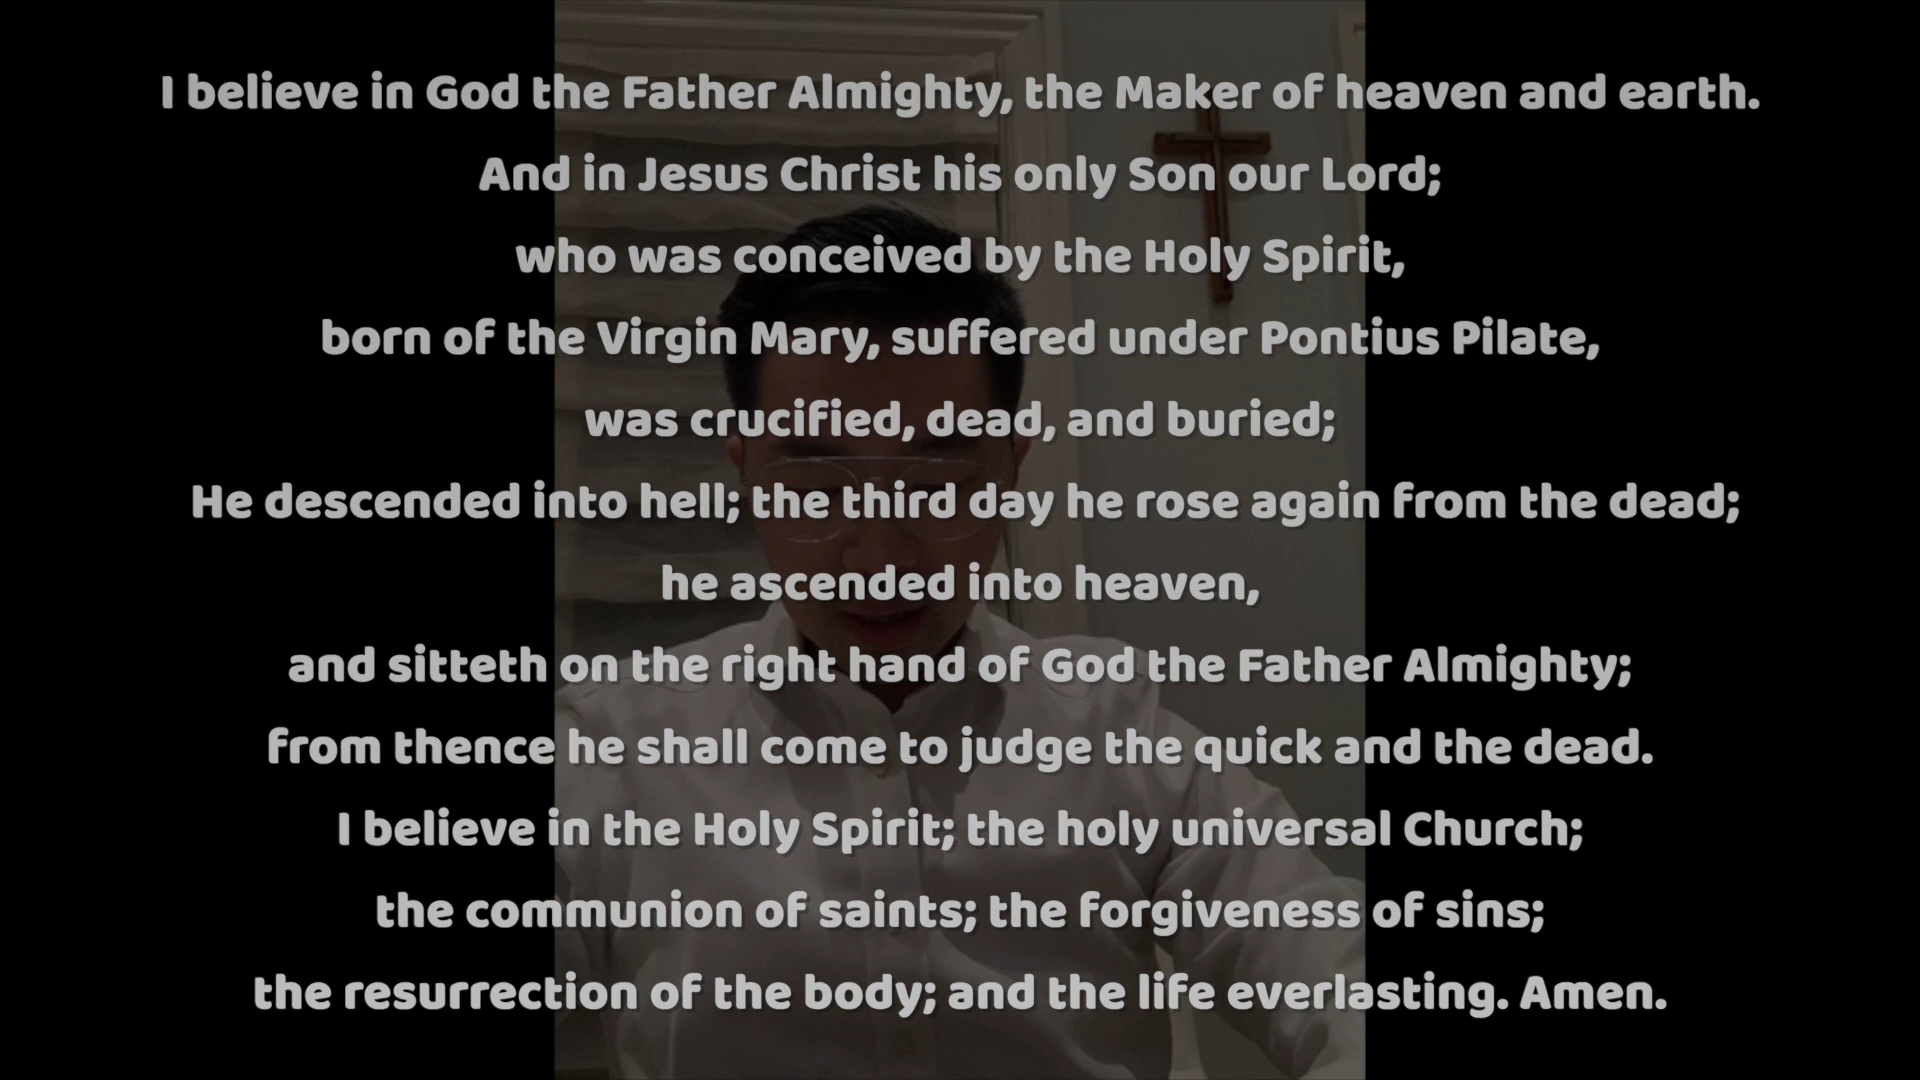 I believe in God the Father Almighty, the Maker of heaven and earth.
And in Jesus Christ his only Son our Lord;
who was conceived by the Holy Spirit,
born of the Virgin Mary, suffered under Pontius Pilate,
was crucified, dead, and buried;
He descended into hell; the third day he rose again from the dead;
he ascended into heaven,
and sitteth on the right hand of God the Father Almighty;
from thence he shall come to judge the quick and the dead.
I believe in the Holy Spirit; the holy universal Church;
the communion of saints; the forgiveness of sins;
the resurrection of the body; and the life everlasting. Amen.